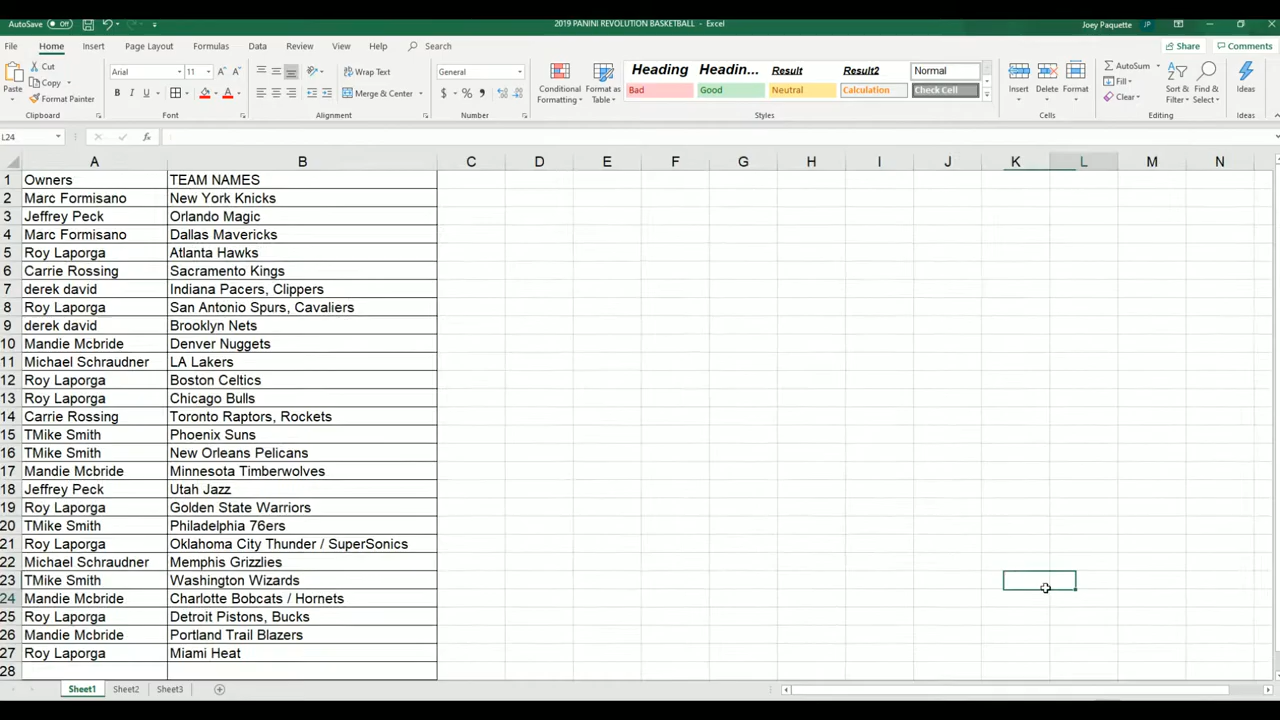 AutoSave Off 2019 PANINI REVOLUTION BASKETBALL - Excel Joey Paquette JP
File Home Insert Page Layout Formulas Data Review View Help Search Share Comments
Paste Cut Copy Format Painter Clipboard
Arial 11 B I U A A A Font
Wrap Text Merge & Center Alignment
General $ % Number
Conditional Formatting Format as Table
Heading Headin... Result Result2 Normal
Bad Good Neutral Calculation Check Cell
Styles
Insert Delete Format Cells
AutoSum Fill Clear Sort & Filter Find & Select Editing
Ideas Ideas
L24 fx
A B C D E F G H I J K L M N
1 Owners TEAM NAMES
2 Marc Formisano New York Knicks
3 Jeffrey Peck Orlando Magic
4 Marc Formisano Dallas Mavericks
5 Roy Laporga Atlanta Hawks
6 Carrie Rossing Sacramento Kings
7 derek david Indiana Pacers, Clippers
8 Roy Laporga San Antonio Spurs, Cavaliers
9 derek david Brooklyn Nets
10 Mandie Mcbride Denver Nuggets
11 Michael Schraudner LA Lakers
12 Roy Laporga Boston Celtics
13 Roy Laporga Chicago Bulls
14 Carrie Rossing Toronto Raptors, Rockets
15 TMike Smith Phoenix Suns
16 TMike Smith New Orleans Pelicans
17 Mandie Mcbride Minnesota Timberwolves
18 Jeffrey Peck Utah Jazz
19 Roy Laporga Golden State Warriors
20 TMike Smith Philadelphia 76ers
21 Roy Laporga Oklahoma City Thunder / SuperSonics
22 Michael Schraudner Memphis Grizzlies
23 TMike Smith Washington Wizards
24 Mandie Mcbride Charlotte Bobcats / Hornets
25 Roy Laporga Detroit Pistons, Bucks
26 Mandie Mcbride Portland Trail Blazers
27 Roy Laporga Miami Heat
28
Sheet1 Sheet2 Sheet3